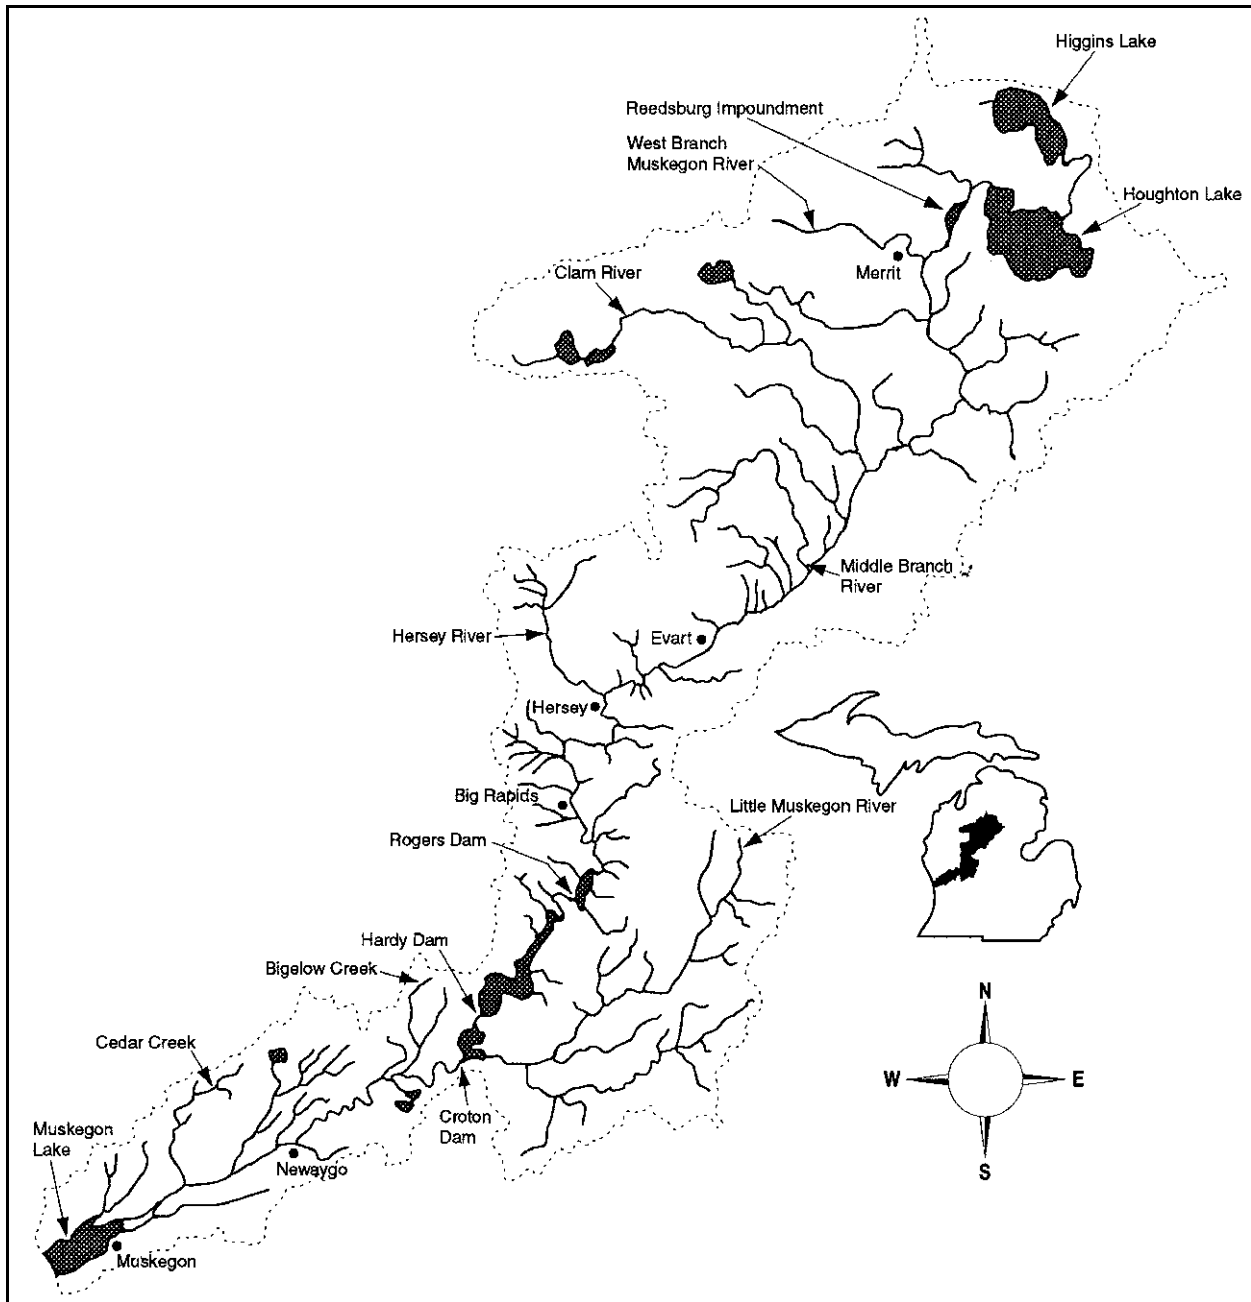 Higgins Lake
Reedsburg Impoundment
West Branch
Muskegon River
Houghton Lake
Merrit
Clam River
Middle Branch
River
Hersey River
Evart
Hersey
Big Rapids
Little Muskegon River
Rogers Dam
Hardy Dam
Bigelow Creek
Cedar Creek
Croton
Dam
Muskegon
Lake
Newaygo
Muskegon
N
W
E
S